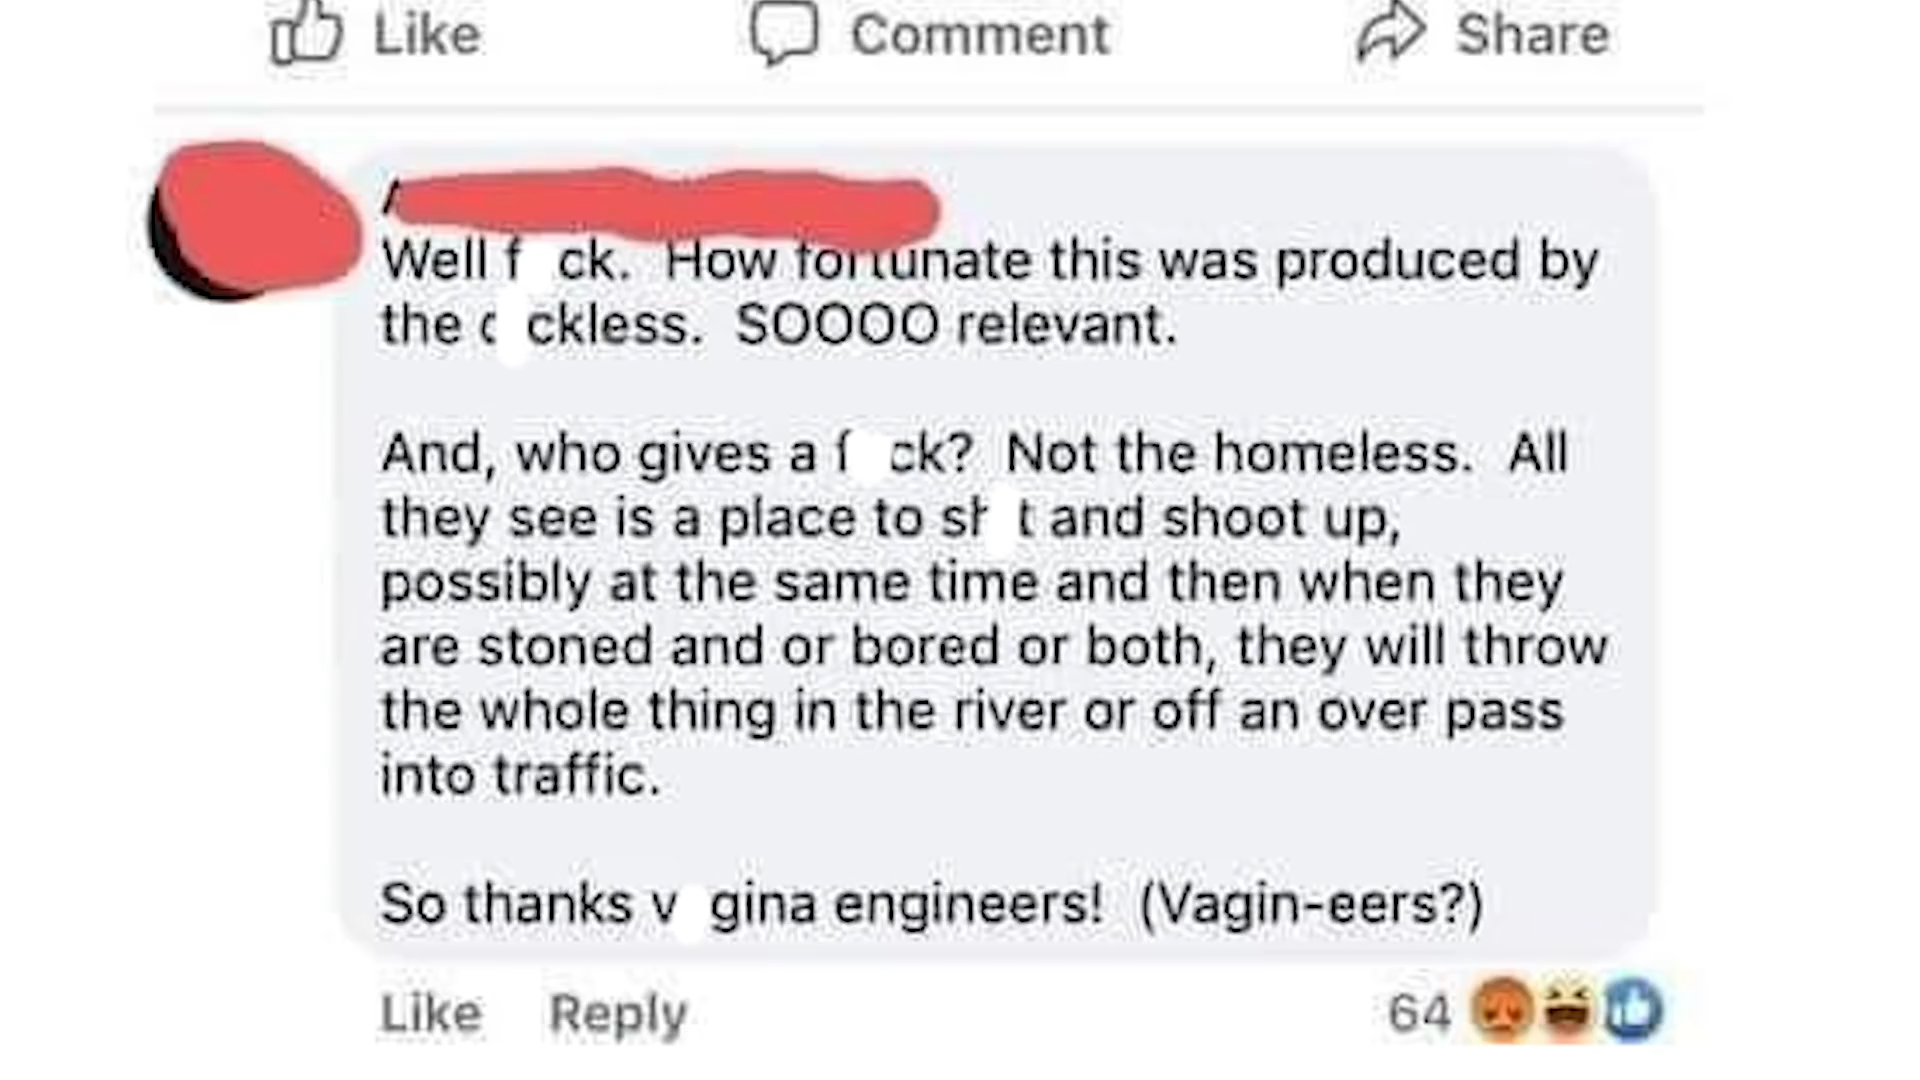 Like Comment Share
Well f ck. How fortunate this was produced by
the c ckless. SOOOO relevant.
And, who gives a f ck? Not the homeless. All
they see is a place to sh t and shoot up,
possibly at the same time and then when they
are stoned and or bored or both, they will throw
the whole thing in the river or off an over pass
into traffic.
So thanks v gina engineers! (Vagin-eers?)
Like Reply 64